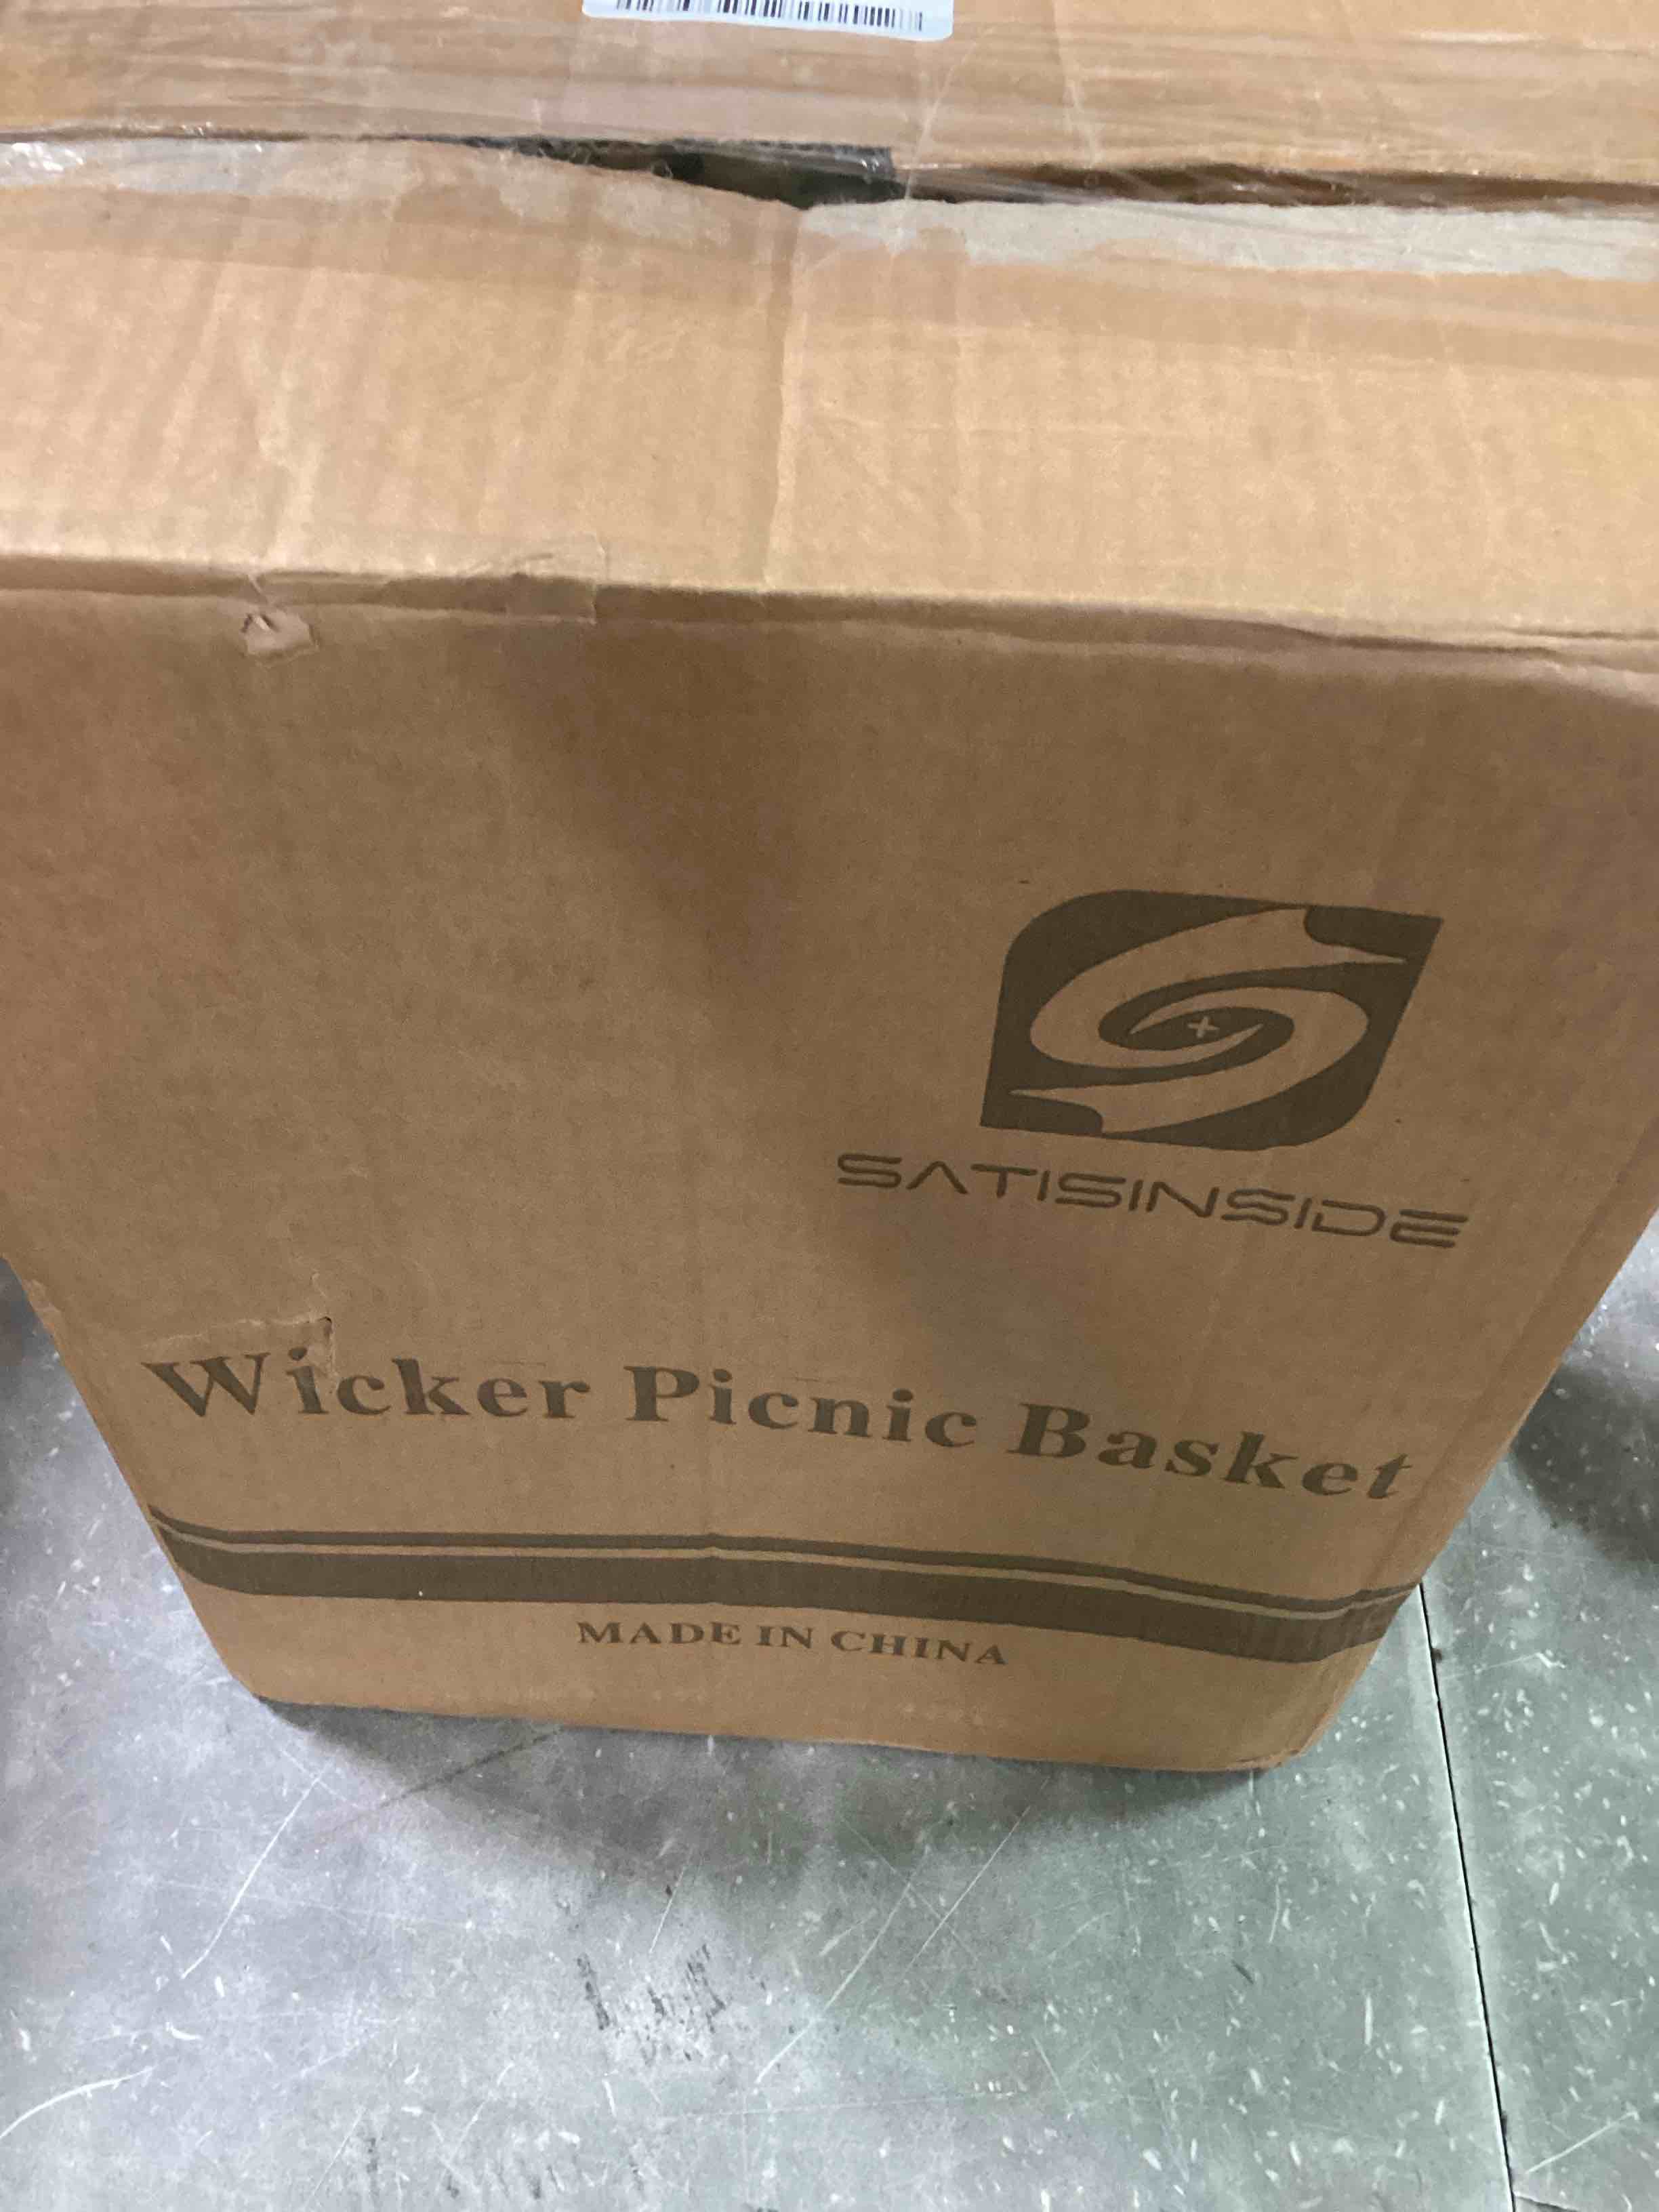 SATISINSIDE
Wicker Picnic Basket
MADE IN CHINA